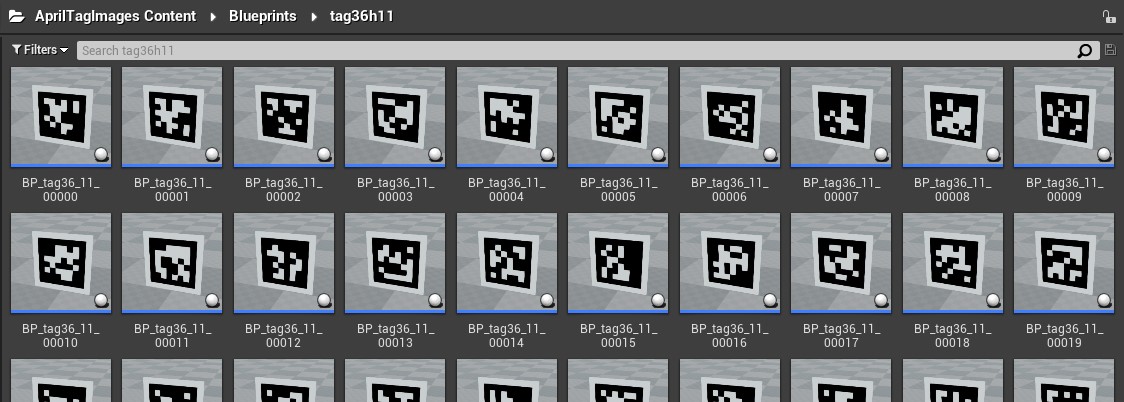 AprilTagImages Content Blueprints tag36h11
Filters Search tag36h11
BP_tag36_11_ BP_tag36_11_ BP_tag36_11_ BP_tag36_11_ BP_tag36_11_ BP_tag36_11_ BP_tag36_11_ BP_tag36_11_ BP_tag36_11_ BP_tag36_11_
00000 00001 00002 00003 00004 00005 00006 00007 00008 00009
BP_tag36_11_ BP_tag36_11_ BP_tag36_11_ BP_tag36_11_ BP_tag36_11_ BP_tag36_11_ BP_tag36_11_ BP_tag36_11_ BP_tag36_11_ BP_tag36_11_
00010 00011 00012 00013 00014 00015 00016 00017 00018 00019